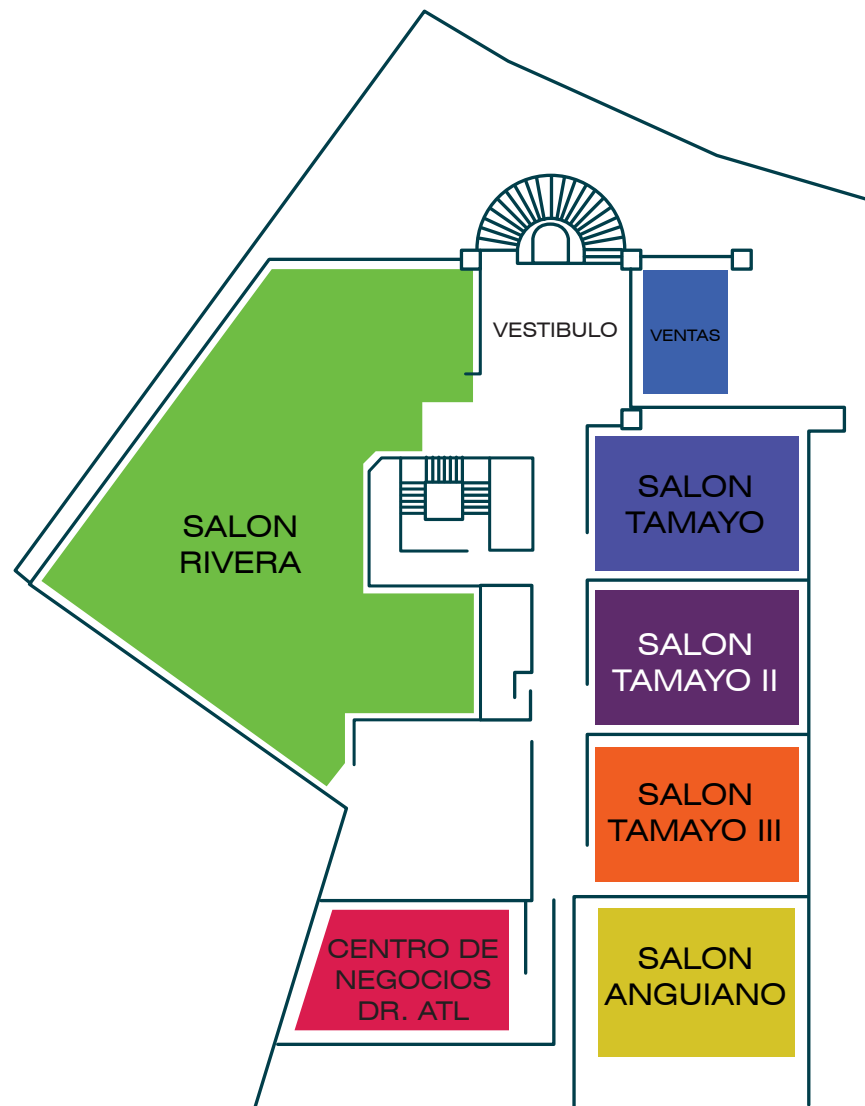 VESTIBULO
VENTAS
SALON
RIVERA
SALON
TAMAYO
SALON
TAMAYO II
SALON
TAMAYO III
CENTRO DE
NEGOCIOS
DR. ATL
SALON
ANGUIANO